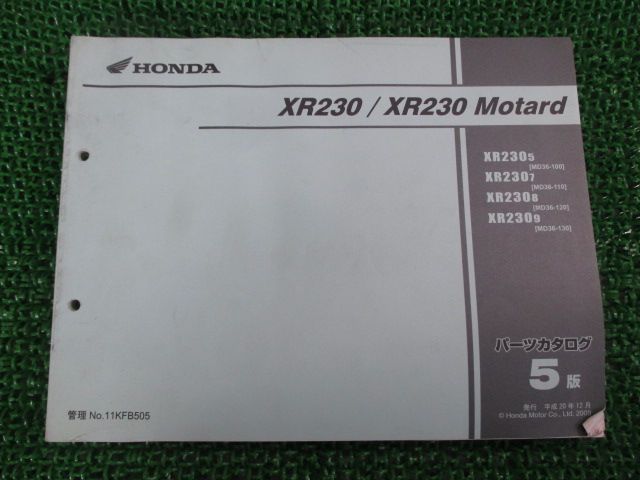 HONDA
XR230 / XR230 Motard
XR2305
[MD36-100]
XR2307
[MD36-110]
XR2308
[MD36-120]
XR2309
[MD36-130]
パーツカタログ
5版
管理 No.11KFB505
発行 平成20年12月
© Honda Motor Co., Ltd. 2005